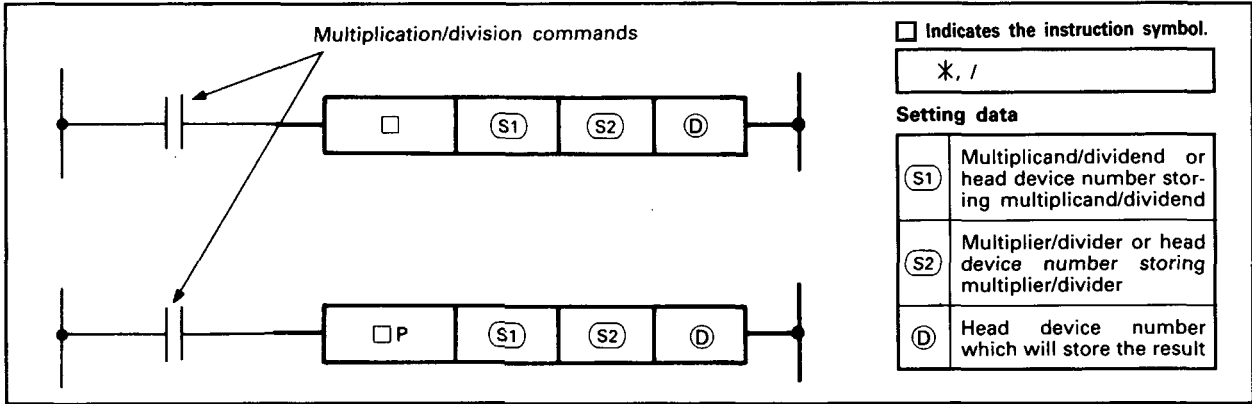 Multiplication/division commands
□ (S1) (S2) (D)
□P (S1) (S2) (D)
□ Indicates the instruction symbol.
*, /
Setting data
(S1) Multiplicand/dividend or
head device number stor-
ing multiplicand/dividend
(S2) Multiplier/divider or head
device number storing
multiplier/divider
(D) Head device number
which will store the result